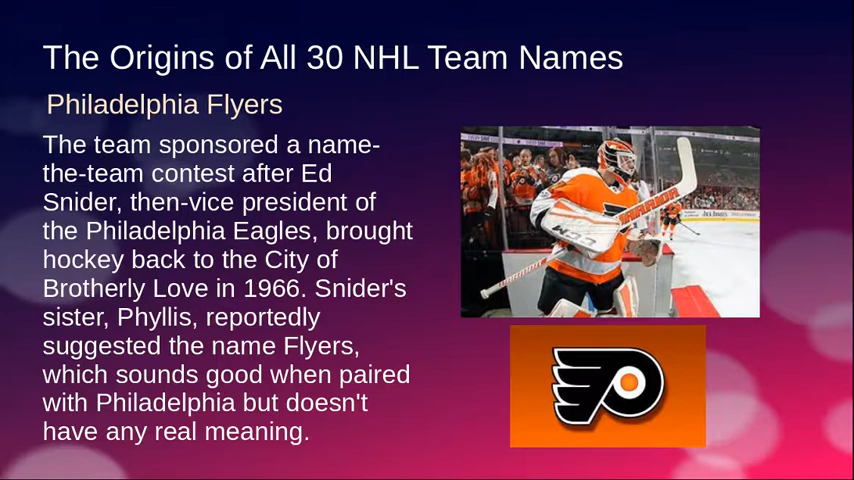 The Origins of All 30 NHL Team Names
Philadelphia Flyers
The team sponsored a name-
the-team contest after Ed
Snider, then-vice president of
the Philadelphia Eagles, brought
hockey back to the City of
Brotherly Love in 1966. Snider's
sister, Phyllis, reportedly
suggested the name Flyers,
which sounds good when paired
with Philadelphia but doesn't
have any real meaning.
WARRIOR